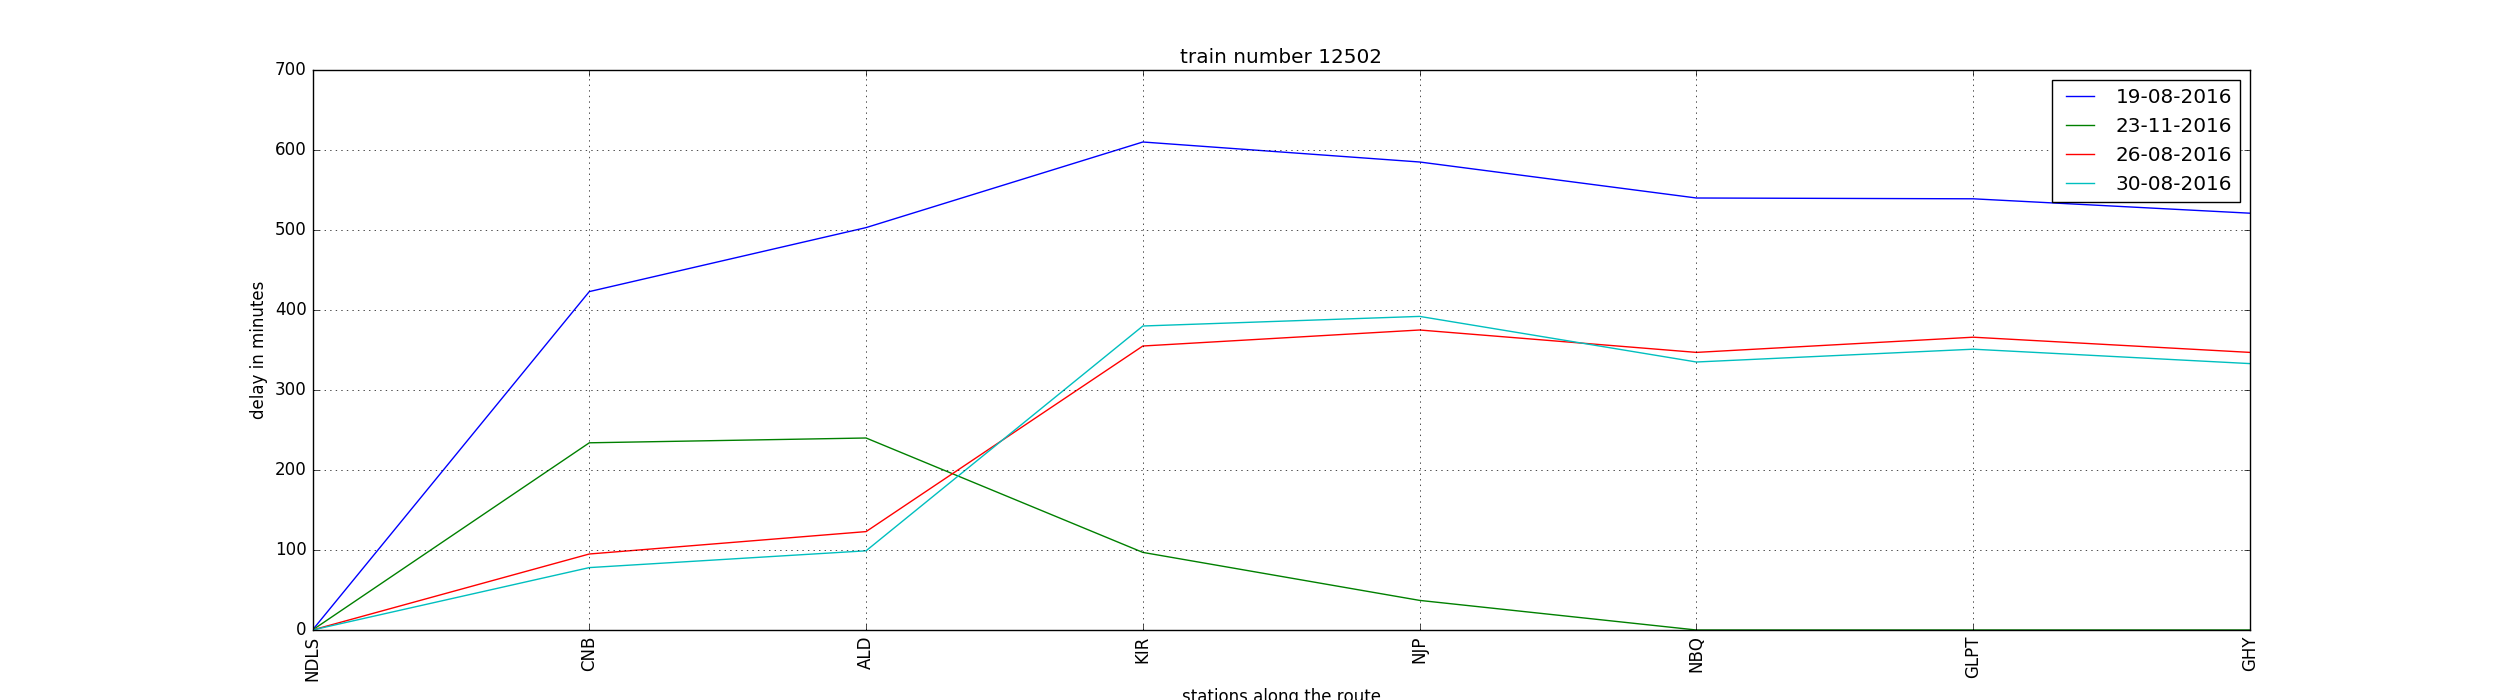 train number 12502
700
600
500
400
300
200
100
0
delay in minutes
19-08-2016
23-11-2016
26-08-2016
30-08-2016
NDLS
CNB
ALD
KIR
NJP
NBQ
GLPT
GHY
stations along the route